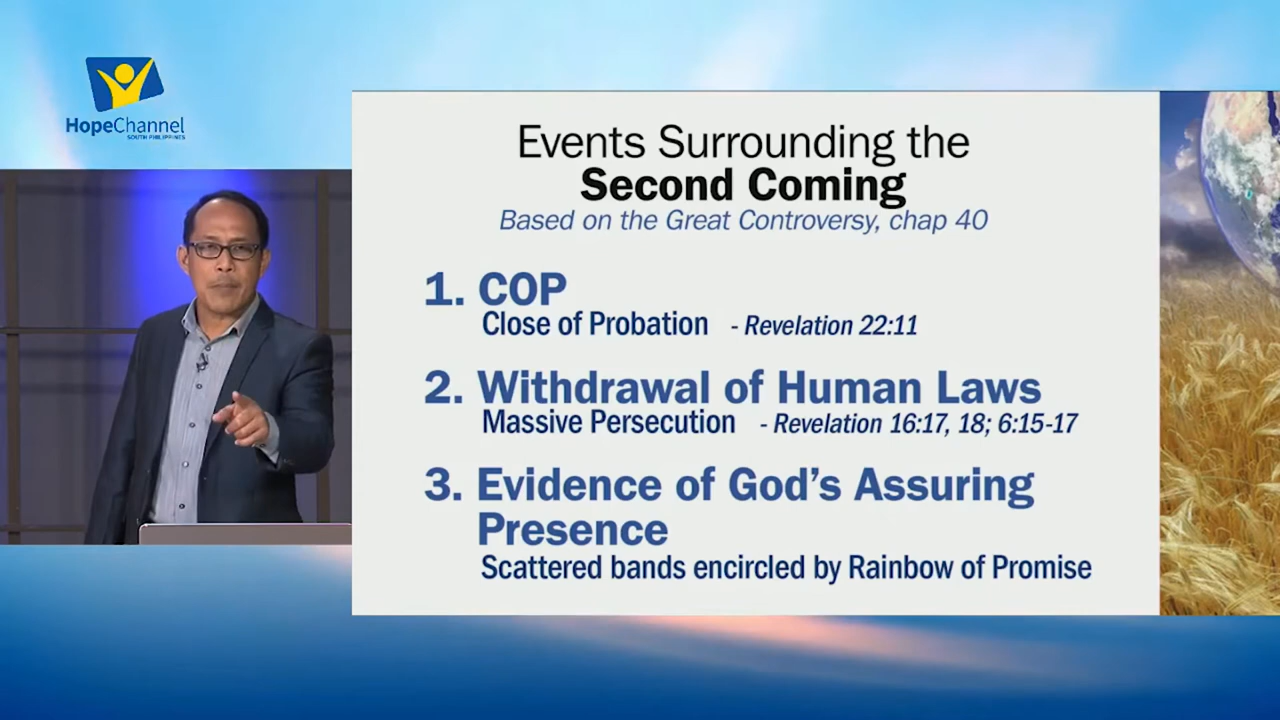 HopeChannel
SOUTH PHILIPPINES
Events Surrounding the
Second Coming
Based on the Great Controversy, chap 40
1. COP
Close of Probation - Revelation 22:11
2. Withdrawal of Human Laws
Massive Persecution - Revelation 16:17, 18; 6:15-17
3. Evidence of God's Assuring
Presence
Scattered bands encircled by Rainbow of Promise